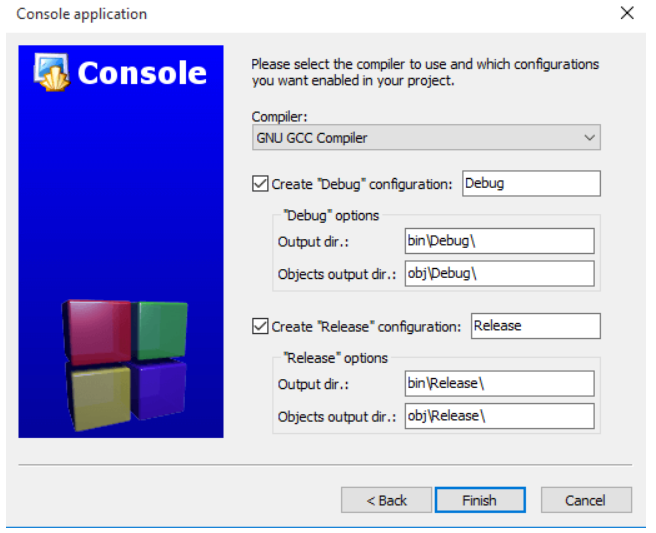 Console application
Console
Please select the compiler to use and which configurations
you want enabled in your project.
Compiler:
GNU GCC Compiler
Create "Debug" configuration: Debug
"Debug" options
Output dir.: bin\Debug\
Objects output dir.: obj\Debug\
Create "Release" configuration: Release
"Release" options
Output dir.: bin\Release\
Objects output dir.: obj\Release\
< Back Finish Cancel